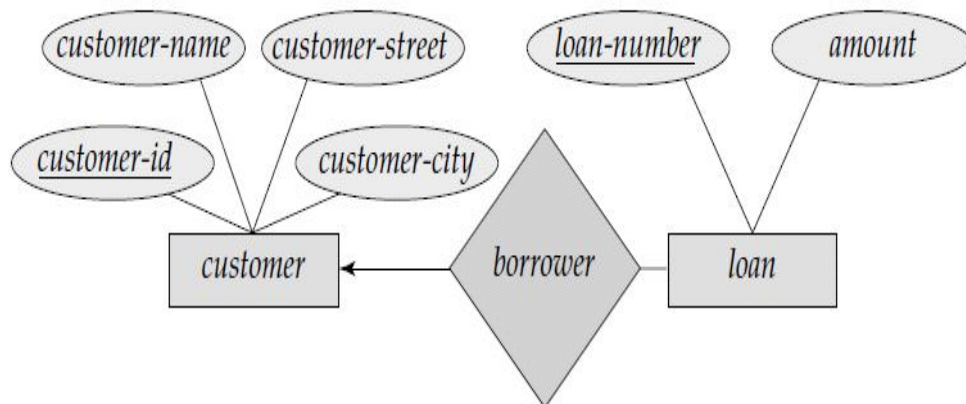 customer-name
customer-street
loan-number
amount
customer-id
customer-city
customer
borrower
loan